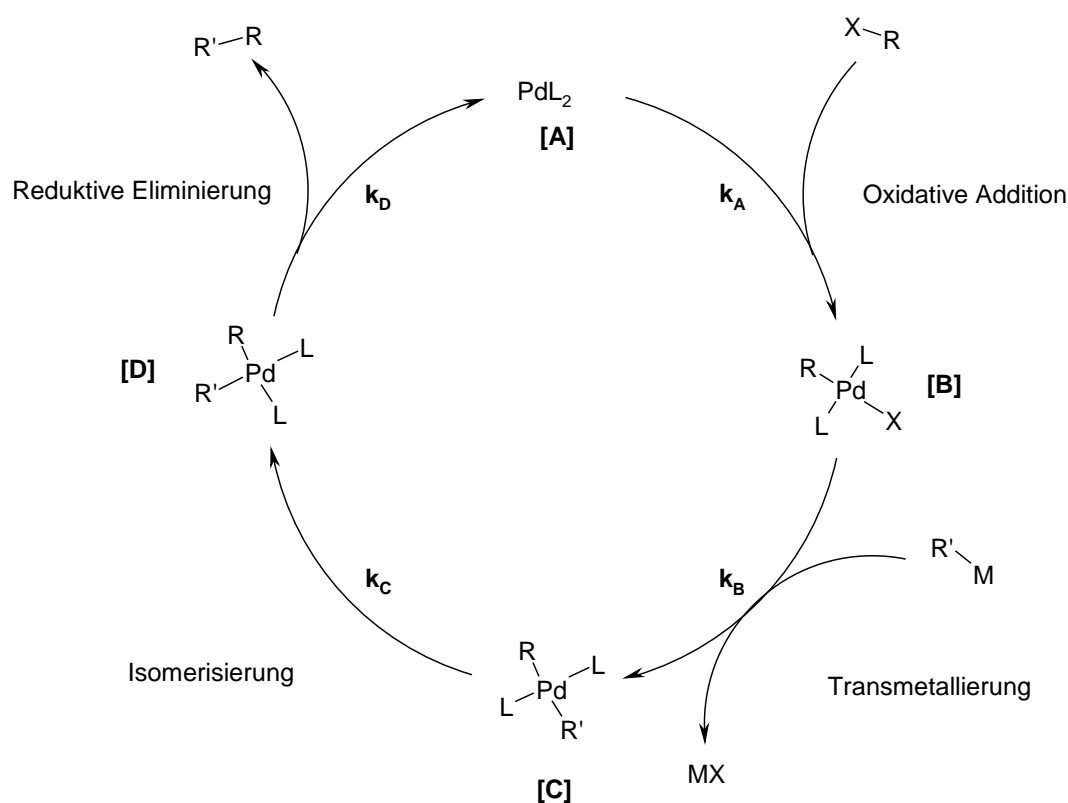 R'-R
X-R
PdL2
[A]
Reduktive Eliminierung
kD
kA
Oxidative Addition
[D]
R
L
R'
Pd
L
R
L
Pd
L
X
[B]
R'
M
kC
kB
Isomerisierung
R
L
Pd
L
R'
Transmetallierung
MX
[C]